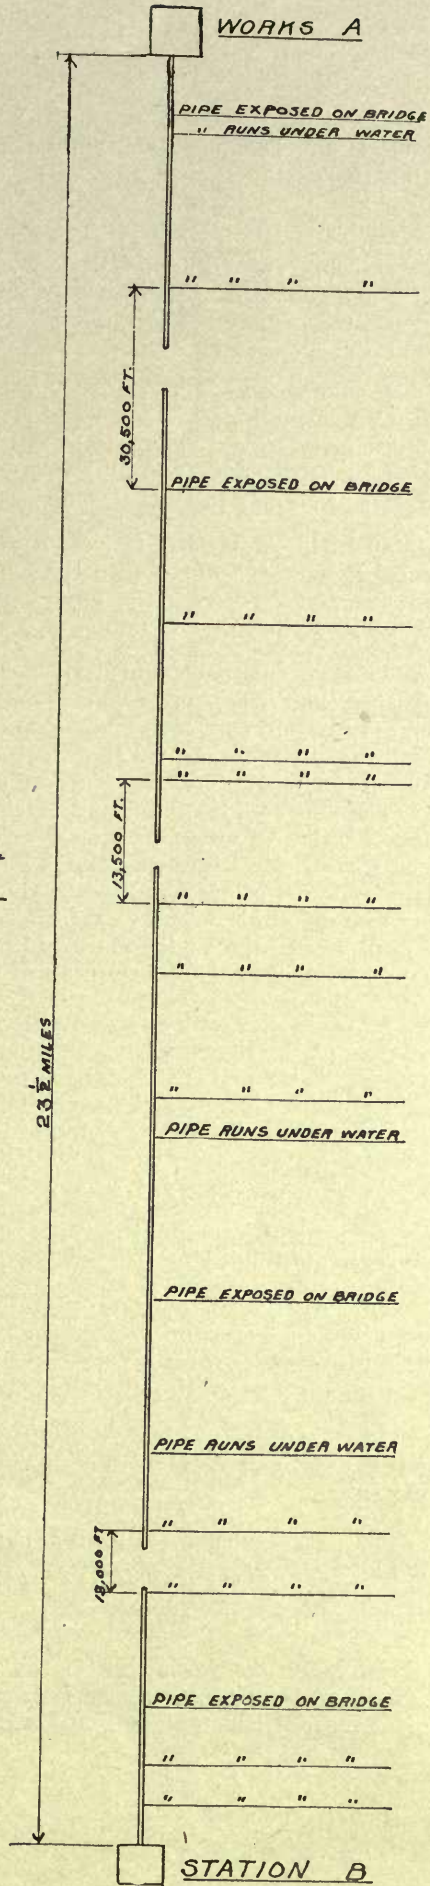 WORKS A
PIPE EXPOSED ON BRIDGE
" RUNS UNDER WATER
" " " "
30,500 FT.
PIPE EXPOSED ON BRIDGE
" " " "
" " " "
" " " "
13,500 FT.
" " " "
" " " "
" " " "
23 1/2 MILES
PIPE RUNS UNDER WATER
PIPE EXPOSED ON BRIDGE
PIPE RUNS UNDER WATER
" " " "
18,000 FT
" " " "
PIPE EXPOSED ON BRIDGE
" " " "
" " " "
STATION B